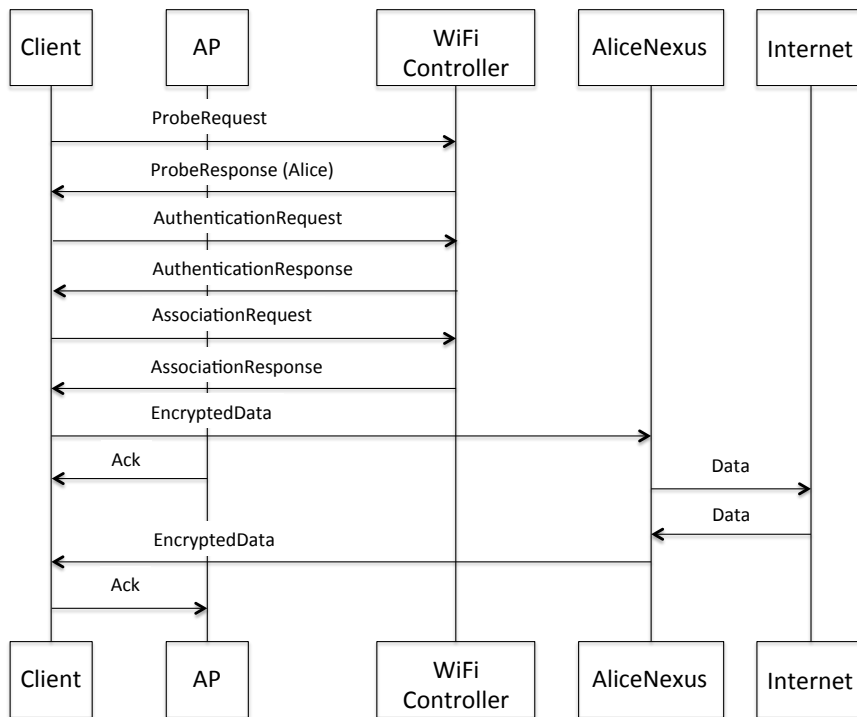 Client
AP
WiFi
Controller
AliceNexus
Internet
ProbeRequest
ProbeResponse (Alice)
AuthenticationRequest
AuthenticationResponse
AssociationRequest
AssociationResponse
EncryptedData
Ack
Data
Data
EncryptedData
Ack
Client
AP
WiFi
Controller
AliceNexus
Internet